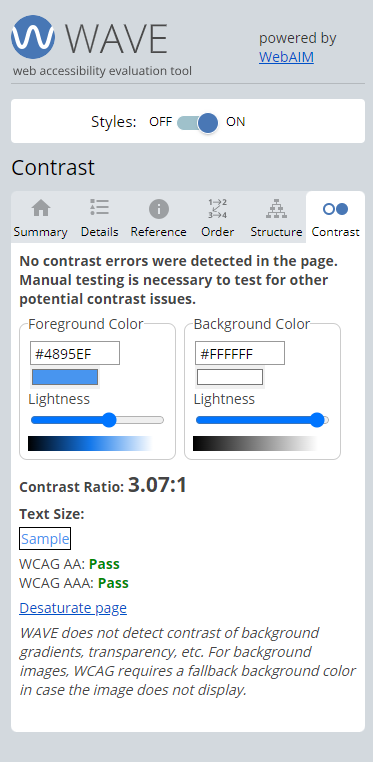 WAVE
powered by
WebAIM
web accessibility evaluation tool
Styles: OFF ON
Contrast
Summary Details Reference Order Structure Contrast
No contrast errors were detected in the page.
Manual testing is necessary to test for other
potential contrast issues.
Foreground Color Background Color
#4895EF #FFFFFF
Lightness Lightness
Contrast Ratio: 3.07:1
Text Size:
Sample
WCAG AA: Pass
WCAG AAA: Pass
Desaturate page
WAVE does not detect contrast of background
gradients, transparency, etc. For background
images, WCAG requires a fallback background color
in case the image does not display.